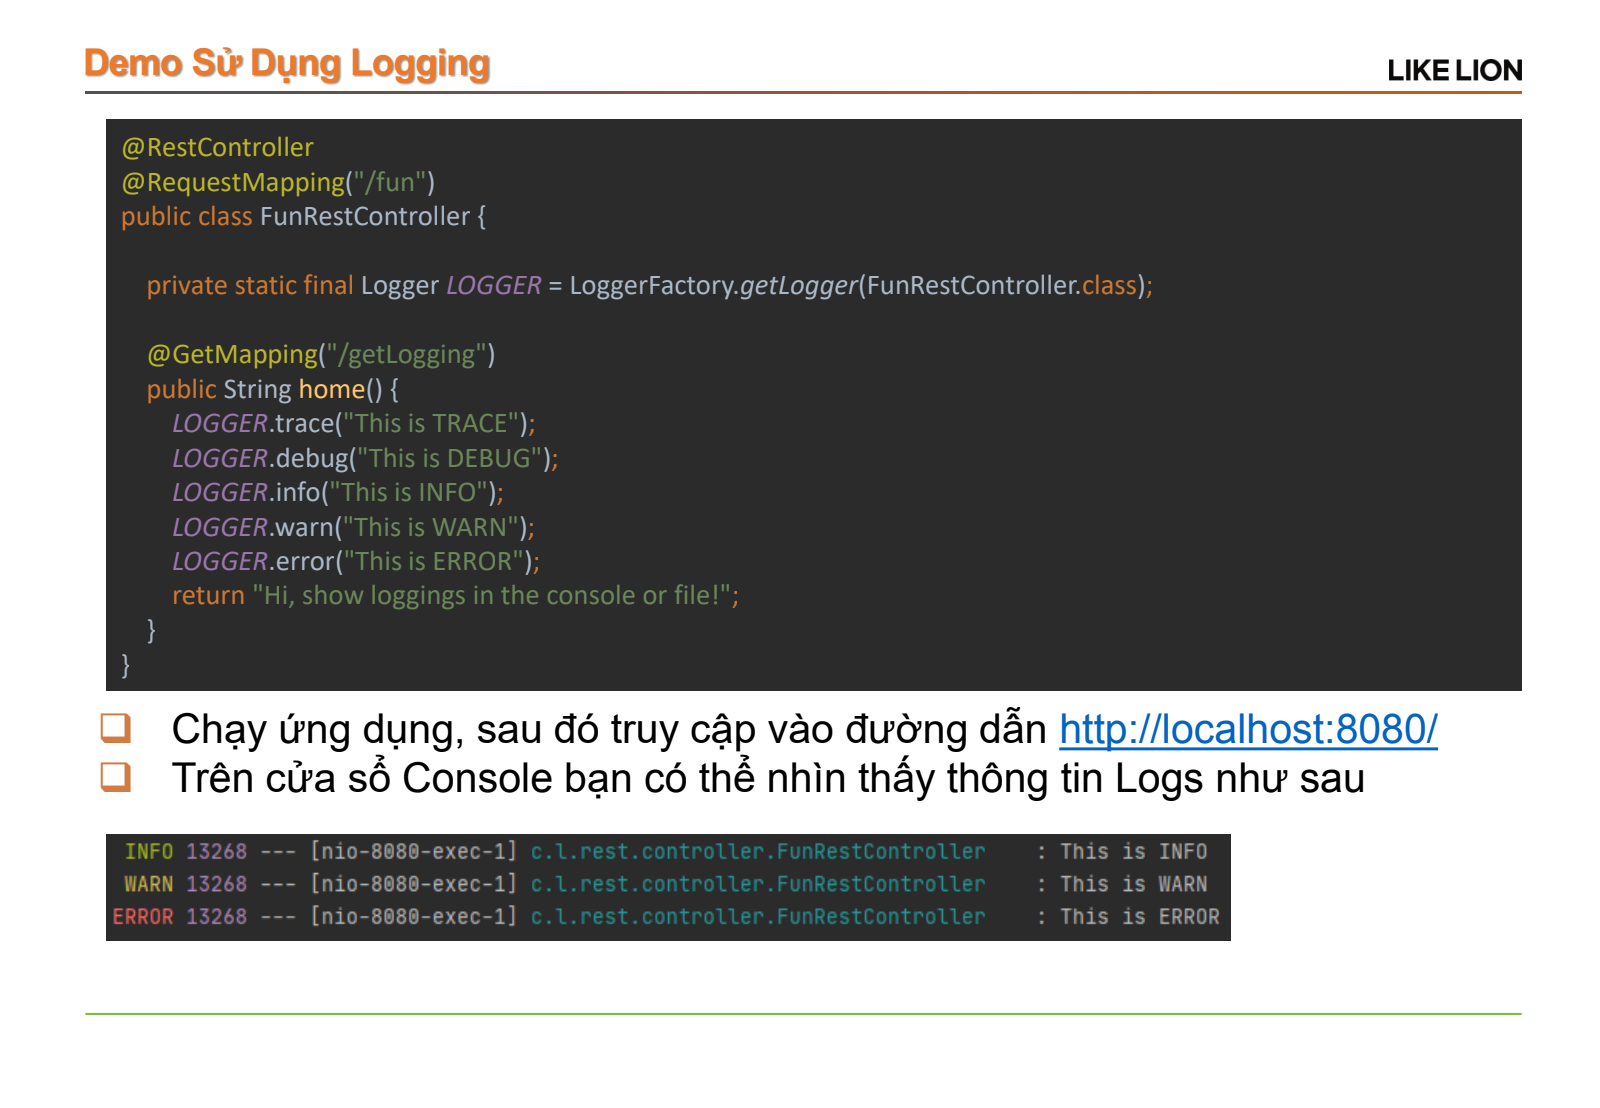 Demo Sử Dụng Logging
LIKE LION
@RestController
@RequestMapping("/fun")
public class FunRestController {
private static final Logger LOGGER = LoggerFactory.getLogger(FunRestController.class);
@GetMapping("/getLogging")
public String home() {
LOGGER.trace("This is TRACE");
LOGGER.debug("This is DEBUG");
LOGGER.info("This is INFO");
LOGGER.warn("This is WARN");
LOGGER.error("This is ERROR");
return "Hi, show loggings in the console or file!";
}
}
Chạy ứng dụng, sau đó truy cập vào đường dẫn http://localhost:8080/
Trên cửa sổ Console bạn có thể nhìn thấy thông tin Logs như sau
INFO 13268 --- [nio-8080-exec-1] c.l.rest.controller.FunRestController : This is INFO
WARN 13268 --- [nio-8080-exec-1] c.l.rest.controller.FunRestController : This is WARN
ERROR 13268 --- [nio-8080-exec-1] c.l.rest.controller.FunRestController : This is ERROR